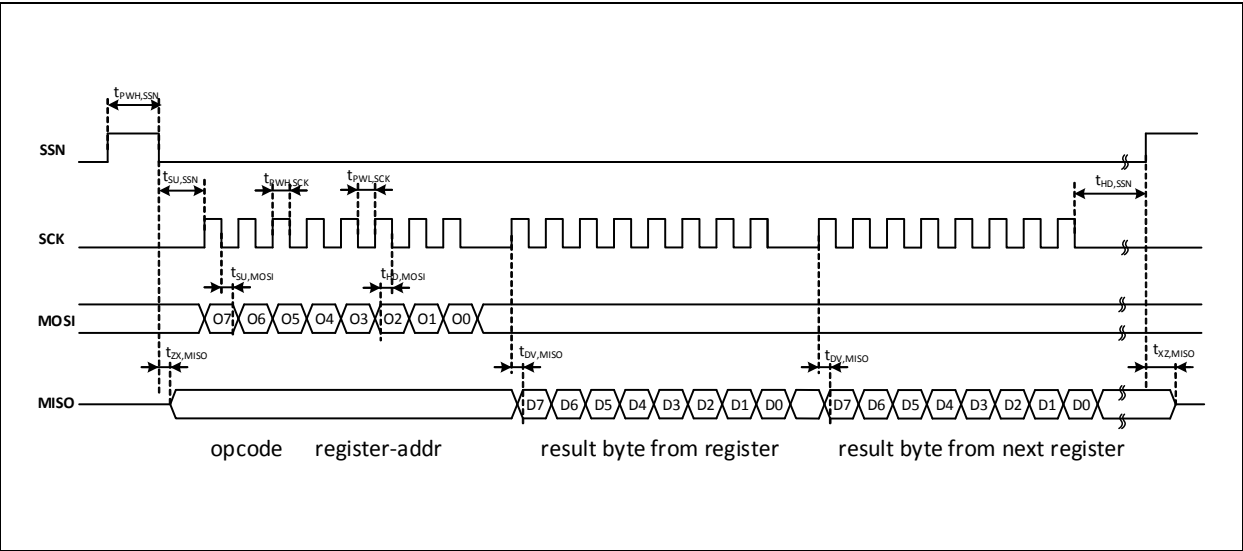 tPWH,SSN
SSN
tSU,SSN tPWH,SCK tPWL,SCK tHD,SSN
SCK
tSU,MOSI tHD,MOSI
MOSI O7 O6 O5 O4 O3 O2 O1 O0
tZX,MISO tDV,MISO tDV,MISO tXZ,MISO
MISO D7 D6 D5 D4 D3 D2 D1 D0 D7 D6 D5 D4 D3 D2 D1 D0
opcode register-addr result byte from register result byte from next register